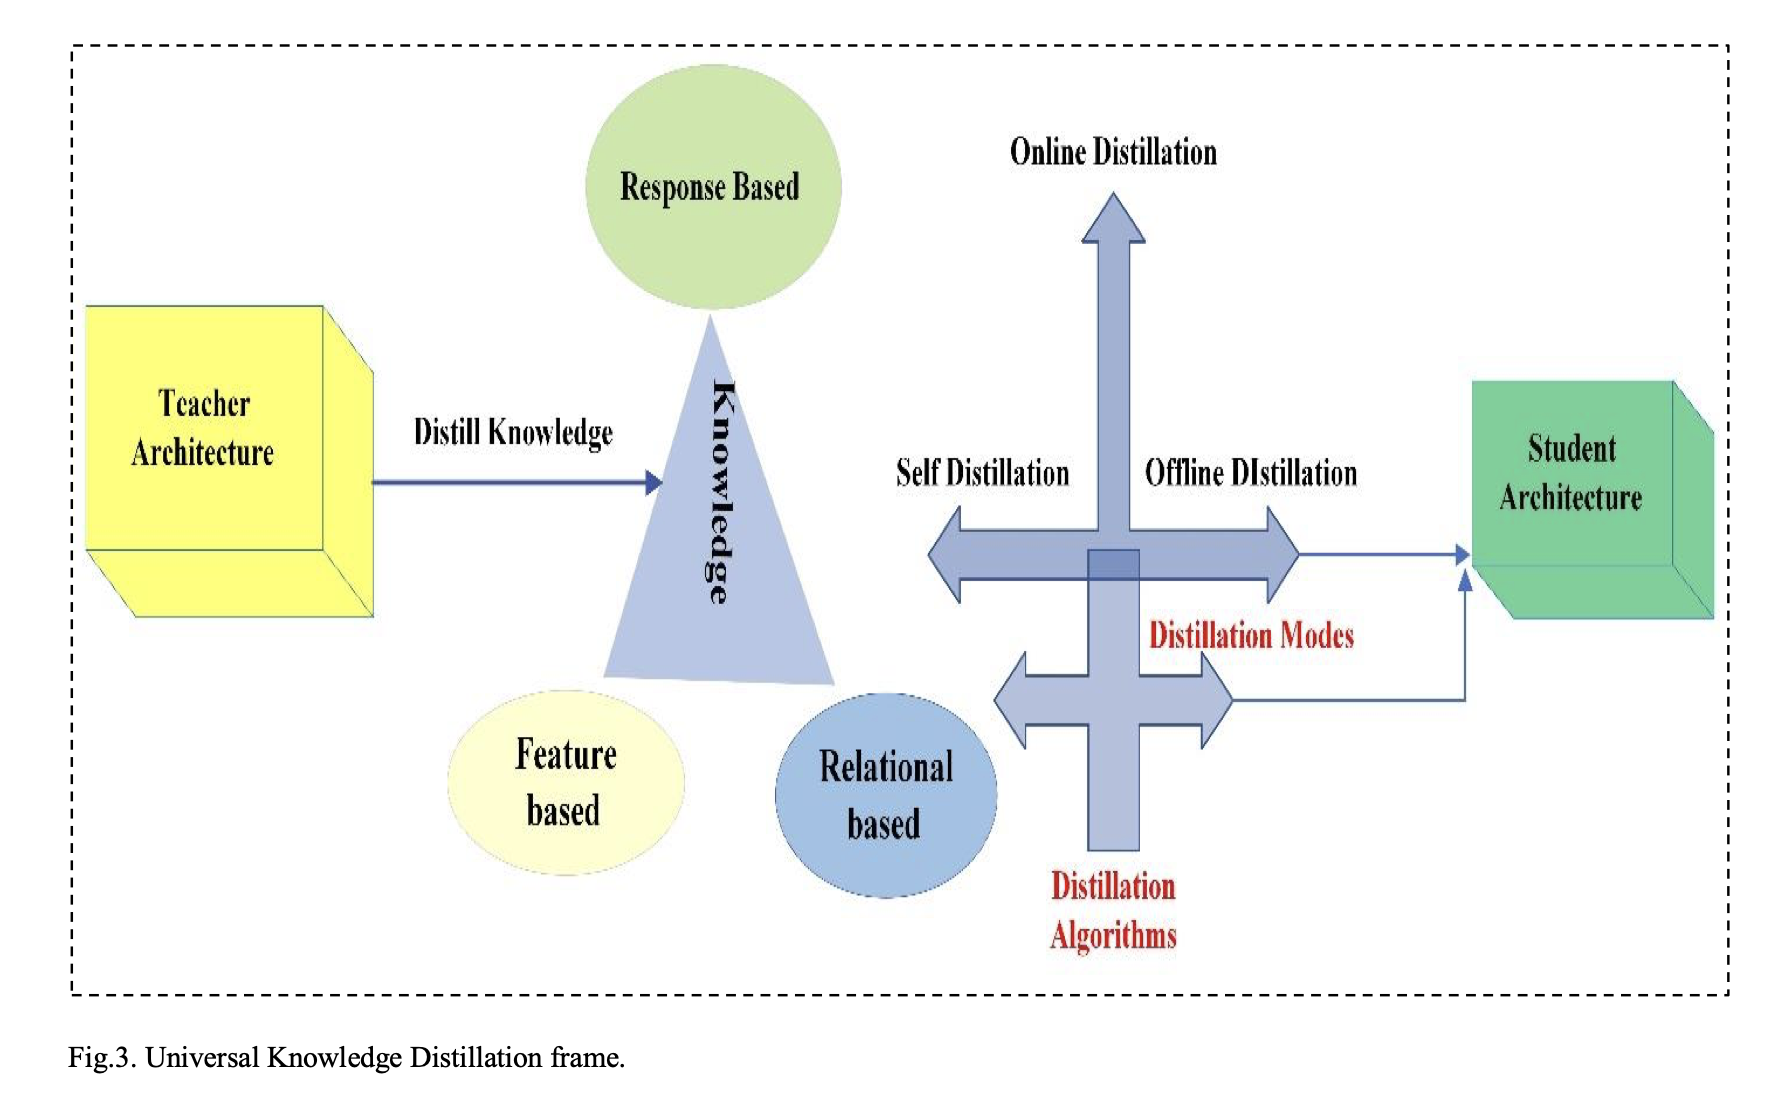 Response Based
Online Distillation
Teacher
Architecture
Distill Knowledge
Knowledge
Self Distillation
Offline DIstillation
Student
Architecture
Distillation Modes
Feature
based
Relational
based
Distillation
Algorithms
Fig.3. Universal Knowledge Distillation frame.